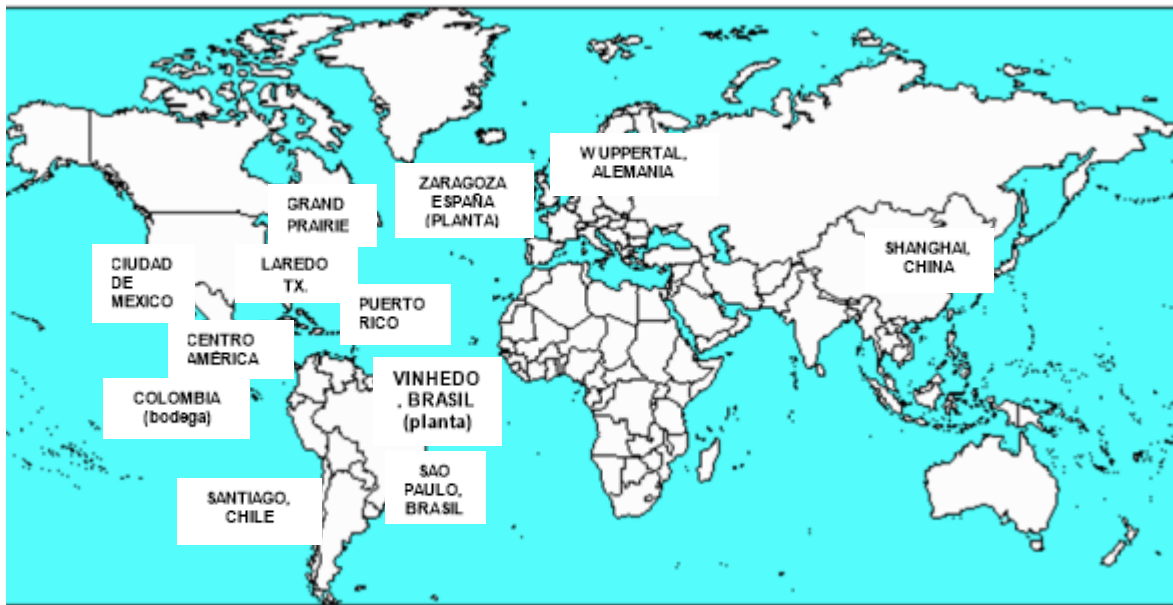 WUPPERTAL,
ALEMANIA
ZARAGOZA
ESPAÑA
(PLANTA)
GRAND
PRAIRIE
SHANGHAI,
CHINA
CIUDAD
DE
MEXICO
LAREDO
TX.
PUERTO
RICO
CENTRO
AMÉRICA
COLOMBIA
(bodega)
VINHEDO
, BRASIL
(planta)
SAO
PAULO,
BRASIL
SANTIAGO,
CHILE